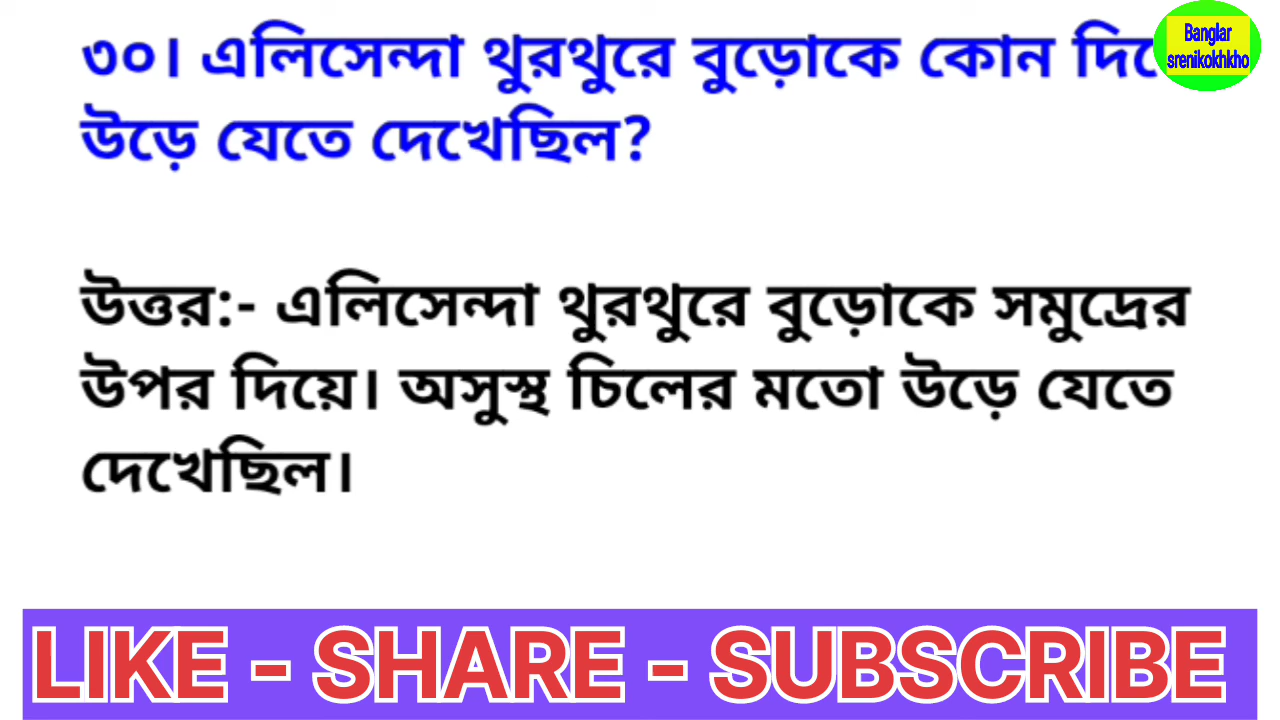 ৩০। এলিসেন্দা থুরথুরে বুড়োকে কোন
উড়ে যেতে দেখেছিল?
উত্তর:- এলিসেন্দা থুরথুরে বুড়োকে সমুদ্রের
উপর দিয়ে। অসুস্থ চিলের মতো উড়ে যেতে
দেখেছিল।
Banglar
srenikokhkho
LIKE - SHARE - SUBSCRIBE